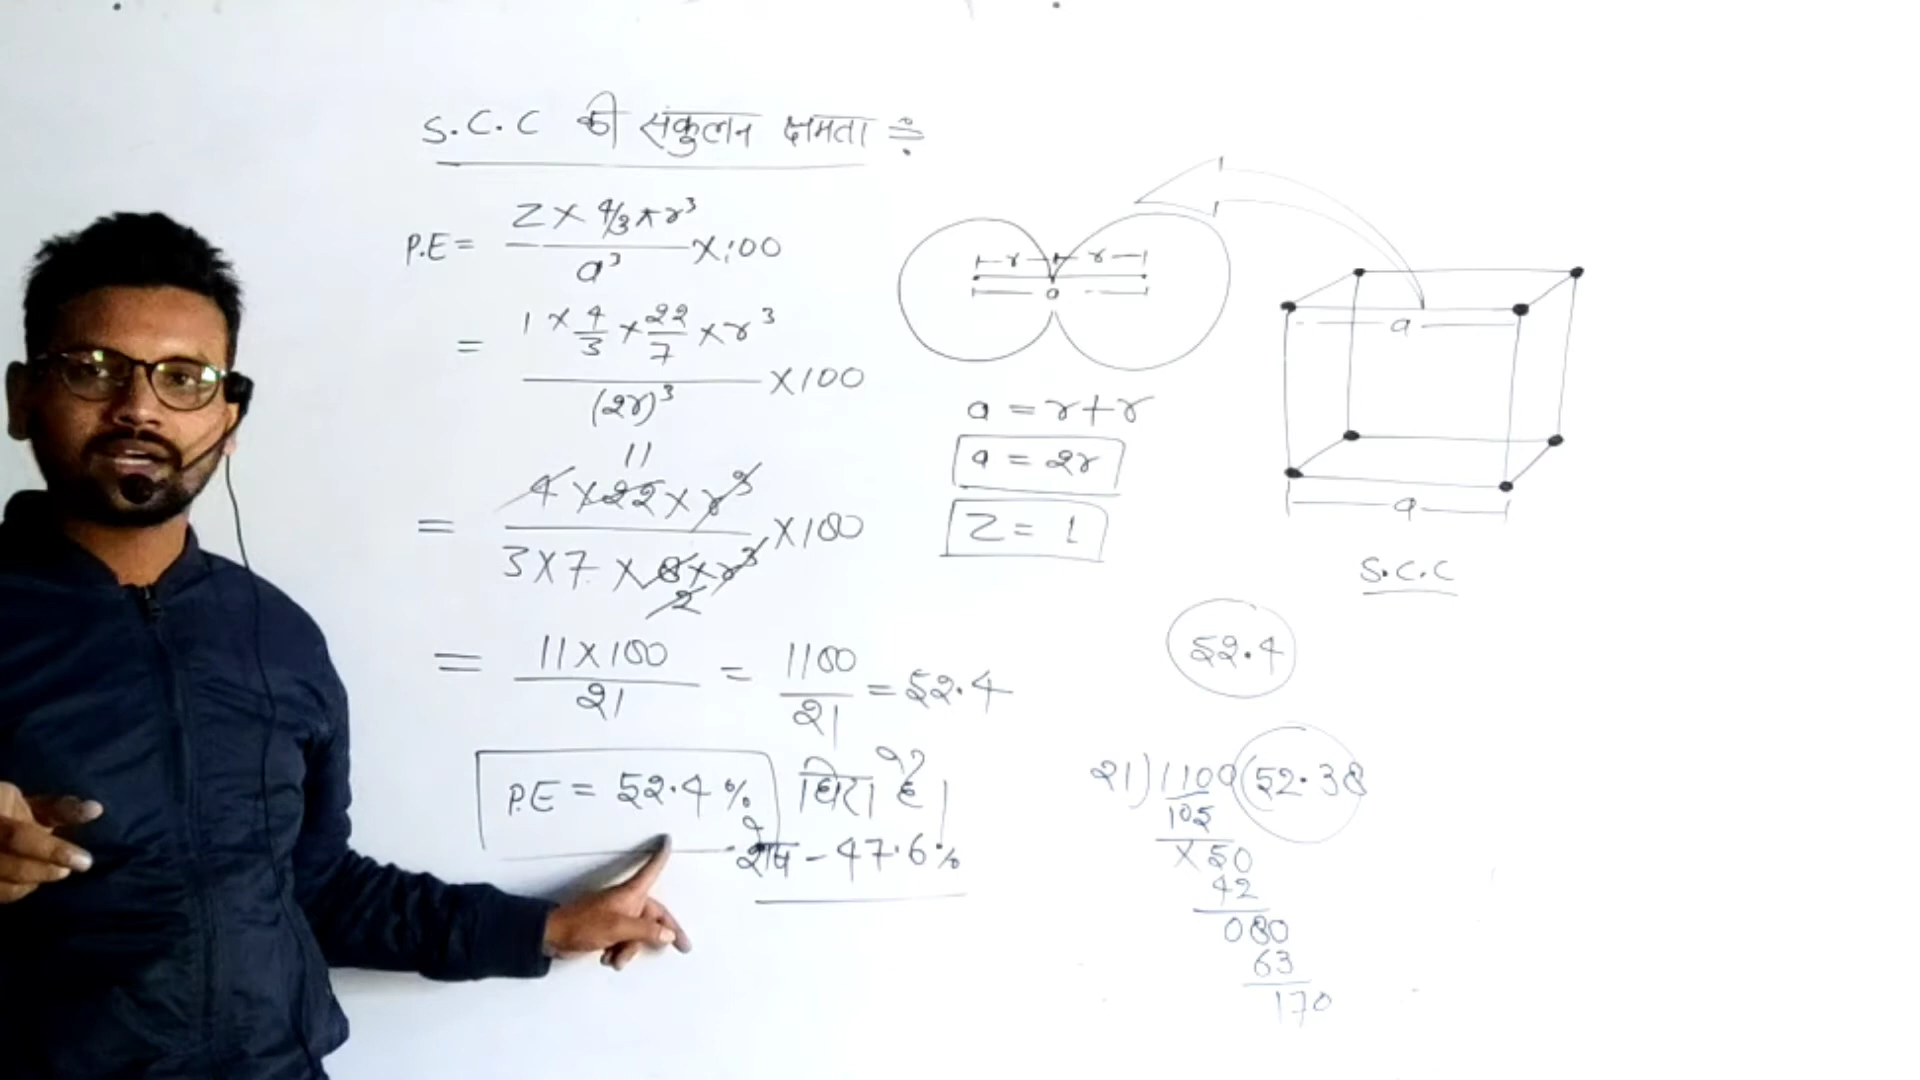 S.C.C की संकुलन क्षमता ÷
P.E = Z × 4/3 π r³ / a³ × 100
= 1 × 4/3 × 22/7 × r³ / (2r)³ × 100
11
= 4 × 22 × r³ / 3 × 7 × 8 × r³ × 100
2
= 11 × 100 / 21 = 1100 / 21 = 52.4
P.E = 52.4 % घिरा है।
शेष – 47.6 %
r r
a
a = r + r
a = 2r
Z = 1
a
a
S.C.C
52.4
21) 1100 (52.38
105
× 50
42
080
63
170